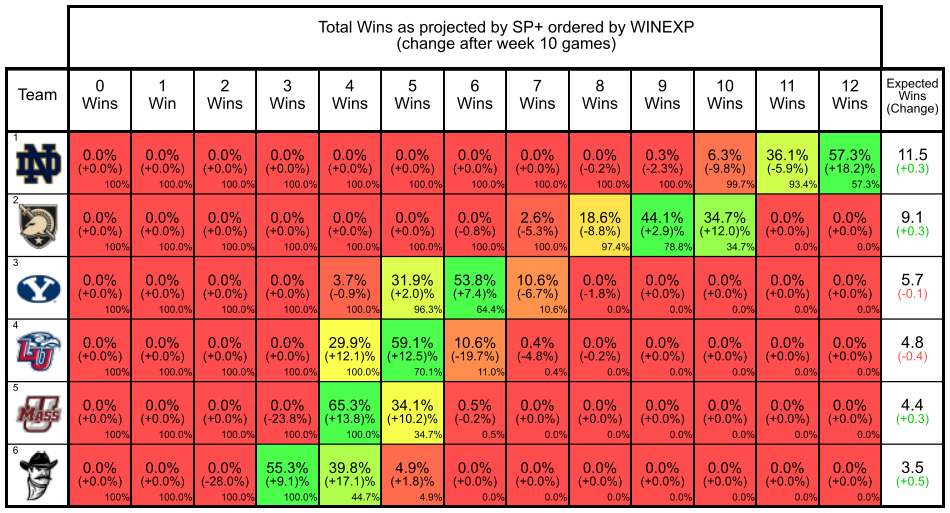 Total Wins as projected by SP+ ordered by WINEXP
(change after week 10 games)
Team 0 Wins 1 Win 2 Wins 3 Wins 4 Wins 5 Wins 6 Wins 7 Wins 8 Wins 9 Wins 10 Wins 11 Wins 12 Wins Expected Wins (Change)
1
ND
0.0% 0.0% 0.0% 0.0% 0.0% 0.0% 0.0% 0.0% 0.0% 0.3% 6.3% 36.1% 57.3% 11.5
(+0.0%) (+0.0%) (+0.0%) (+0.0%) (+0.0%) (+0.0%) (+0.0%) (+0.0%) (-0.2%) (-2.3%) (-9.8%) (-5.9%) (+18.2)% (+0.3)
100% 100.0% 100.0% 100.0% 100.0% 100.0% 100.0% 100.0% 100.0% 100.0% 99.7% 93.4% 57.3%
2
0.0% 0.0% 0.0% 0.0% 0.0% 0.0% 0.0% 2.6% 18.6% 44.1% 34.7% 0.0% 0.0% 9.1
(+0.0%) (+0.0%) (+0.0%) (+0.0%) (+0.0%) (+0.0%) (-0.8%) (-5.3%) (-8.8%) (+2.9)% (+12.0)% (+0.0%) (+0.0%) (+0.3)
100% 100.0% 100.0% 100.0% 100.0% 100.0% 100.0% 100.0% 97.4% 78.8% 34.7% 0.0% 0.0%
3
Y
0.0% 0.0% 0.0% 0.0% 3.7% 31.9% 53.8% 10.6% 0.0% 0.0% 0.0% 0.0% 0.0% 5.7
(+0.0%) (+0.0%) (+0.0%) (+0.0%) (-0.9%) (+2.0)% (+7.4)% (-6.7%) (-1.8%) (+0.0%) (+0.0%) (+0.0%) (+0.0%) (-0.1)
100% 100.0% 100.0% 100.0% 100.0% 96.3% 64.4% 10.6% 0.0% 0.0% 0.0% 0.0% 0.0%
4
LU
0.0% 0.0% 0.0% 0.0% 29.9% 59.1% 10.6% 0.4% 0.0% 0.0% 0.0% 0.0% 0.0% 4.8
(+0.0%) (+0.0%) (+0.0%) (+0.0%) (+12.1)% (+12.5)% (-19.7%) (-4.8%) (-0.2%) (+0.0%) (+0.0%) (+0.0%) (+0.0%) (-0.4)
100% 100.0% 100.0% 100.0% 100.0% 70.1% 11.0% 0.4% 0.0% 0.0% 0.0% 0.0% 0.0%
5
U MASS
0.0% 0.0% 0.0% 0.0% 65.3% 34.1% 0.5% 0.0% 0.0% 0.0% 0.0% 0.0% 0.0% 4.4
(+0.0%) (+0.0%) (+0.0%) (-23.8%) (+13.8)% (+10.2)% (-0.2%) (+0.0%) (+0.0%) (+0.0%) (+0.0%) (+0.0%) (+0.0%) (+0.3)
100% 100.0% 100.0% 100.0% 100.0% 34.7% 0.5% 0.0% 0.0% 0.0% 0.0% 0.0% 0.0%
6
0.0% 0.0% 0.0% 55.3% 39.8% 4.9% 0.0% 0.0% 0.0% 0.0% 0.0% 0.0% 0.0% 3.5
(+0.0%) (+0.0%) (-28.0%) (+9.1)% (+17.1)% (+1.8)% (+0.0%) (+0.0%) (+0.0%) (+0.0%) (+0.0%) (+0.0%) (+0.0%) (+0.5)
100% 100.0% 100.0% 100.0% 44.7% 4.9% 0.0% 0.0% 0.0% 0.0% 0.0% 0.0% 0.0%